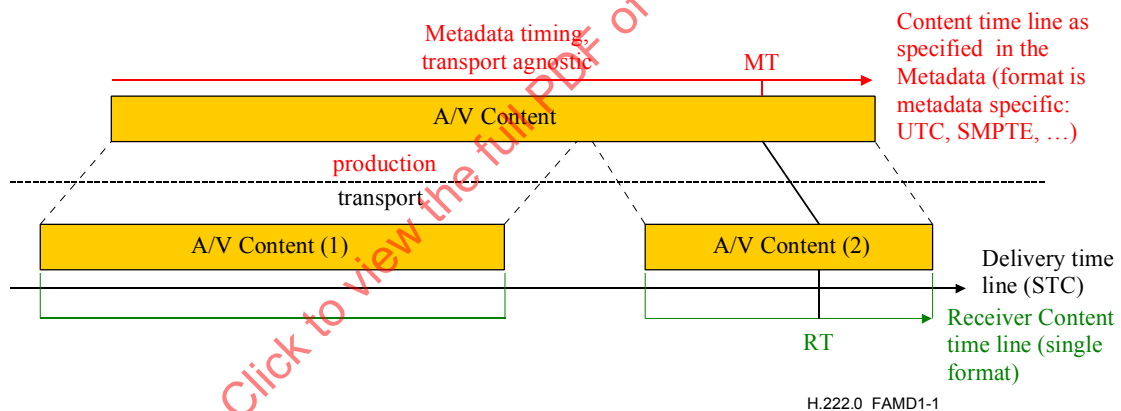 Metadata timing,
transport agnostic
MT
Content time line as
specified in the
Metadata (format is
metadata specific:
UTC, SMPTE, …)
A/V Content
production
transport
A/V Content (1)
A/V Content (2)
Delivery time
line (STC)
RT
Receiver Content
time line (single
format)
H.222.0_FAMD1-1
Click to view the full PDF of